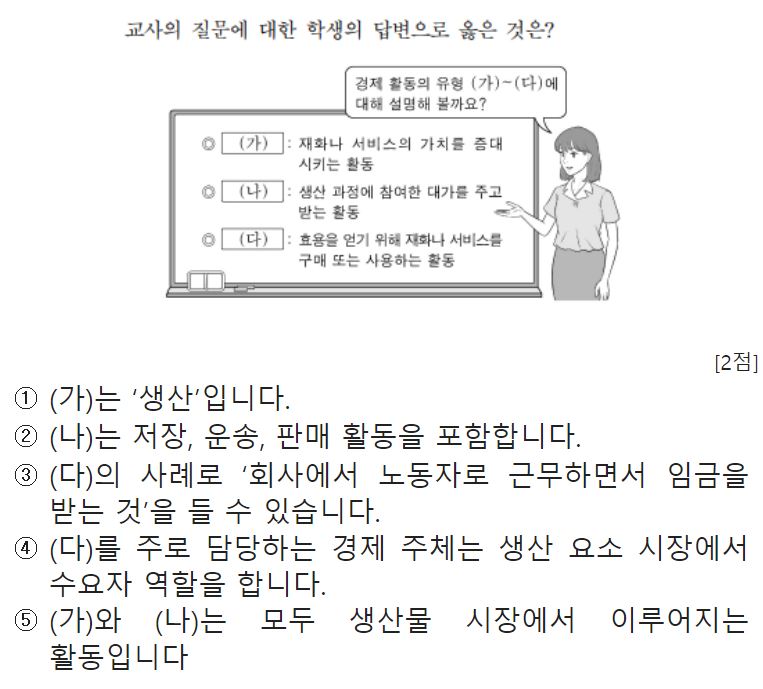 교사의 질문에 대한 학생의 답변으로 옳은 것은?
경제 활동의 유형 (가)~(다)에
대해 설명해 볼까요?
◎ (가) : 재화나 서비스의 가치를 증대
시키는 활동
◎ (나) : 생산 과정에 참여한 대가를 주고
받는 활동
◎ (다) : 효용을 얻기 위해 재화나 서비스를
구매 또는 사용하는 활동
[2점]
① (가)는 ‘생산’입니다.
② (나)는 저장, 운송, 판매 활동을 포함합니다.
③ (다)의 사례로 ‘회사에서 노동자로 근무하면서 임금을
받는 것’을 들 수 있습니다.
④ (다)를 주로 담당하는 경제 주체는 생산 요소 시장에서
수요자 역할을 합니다.
⑤ (가)와 (나)는 모두 생산물 시장에서 이루어지는
활동입니다